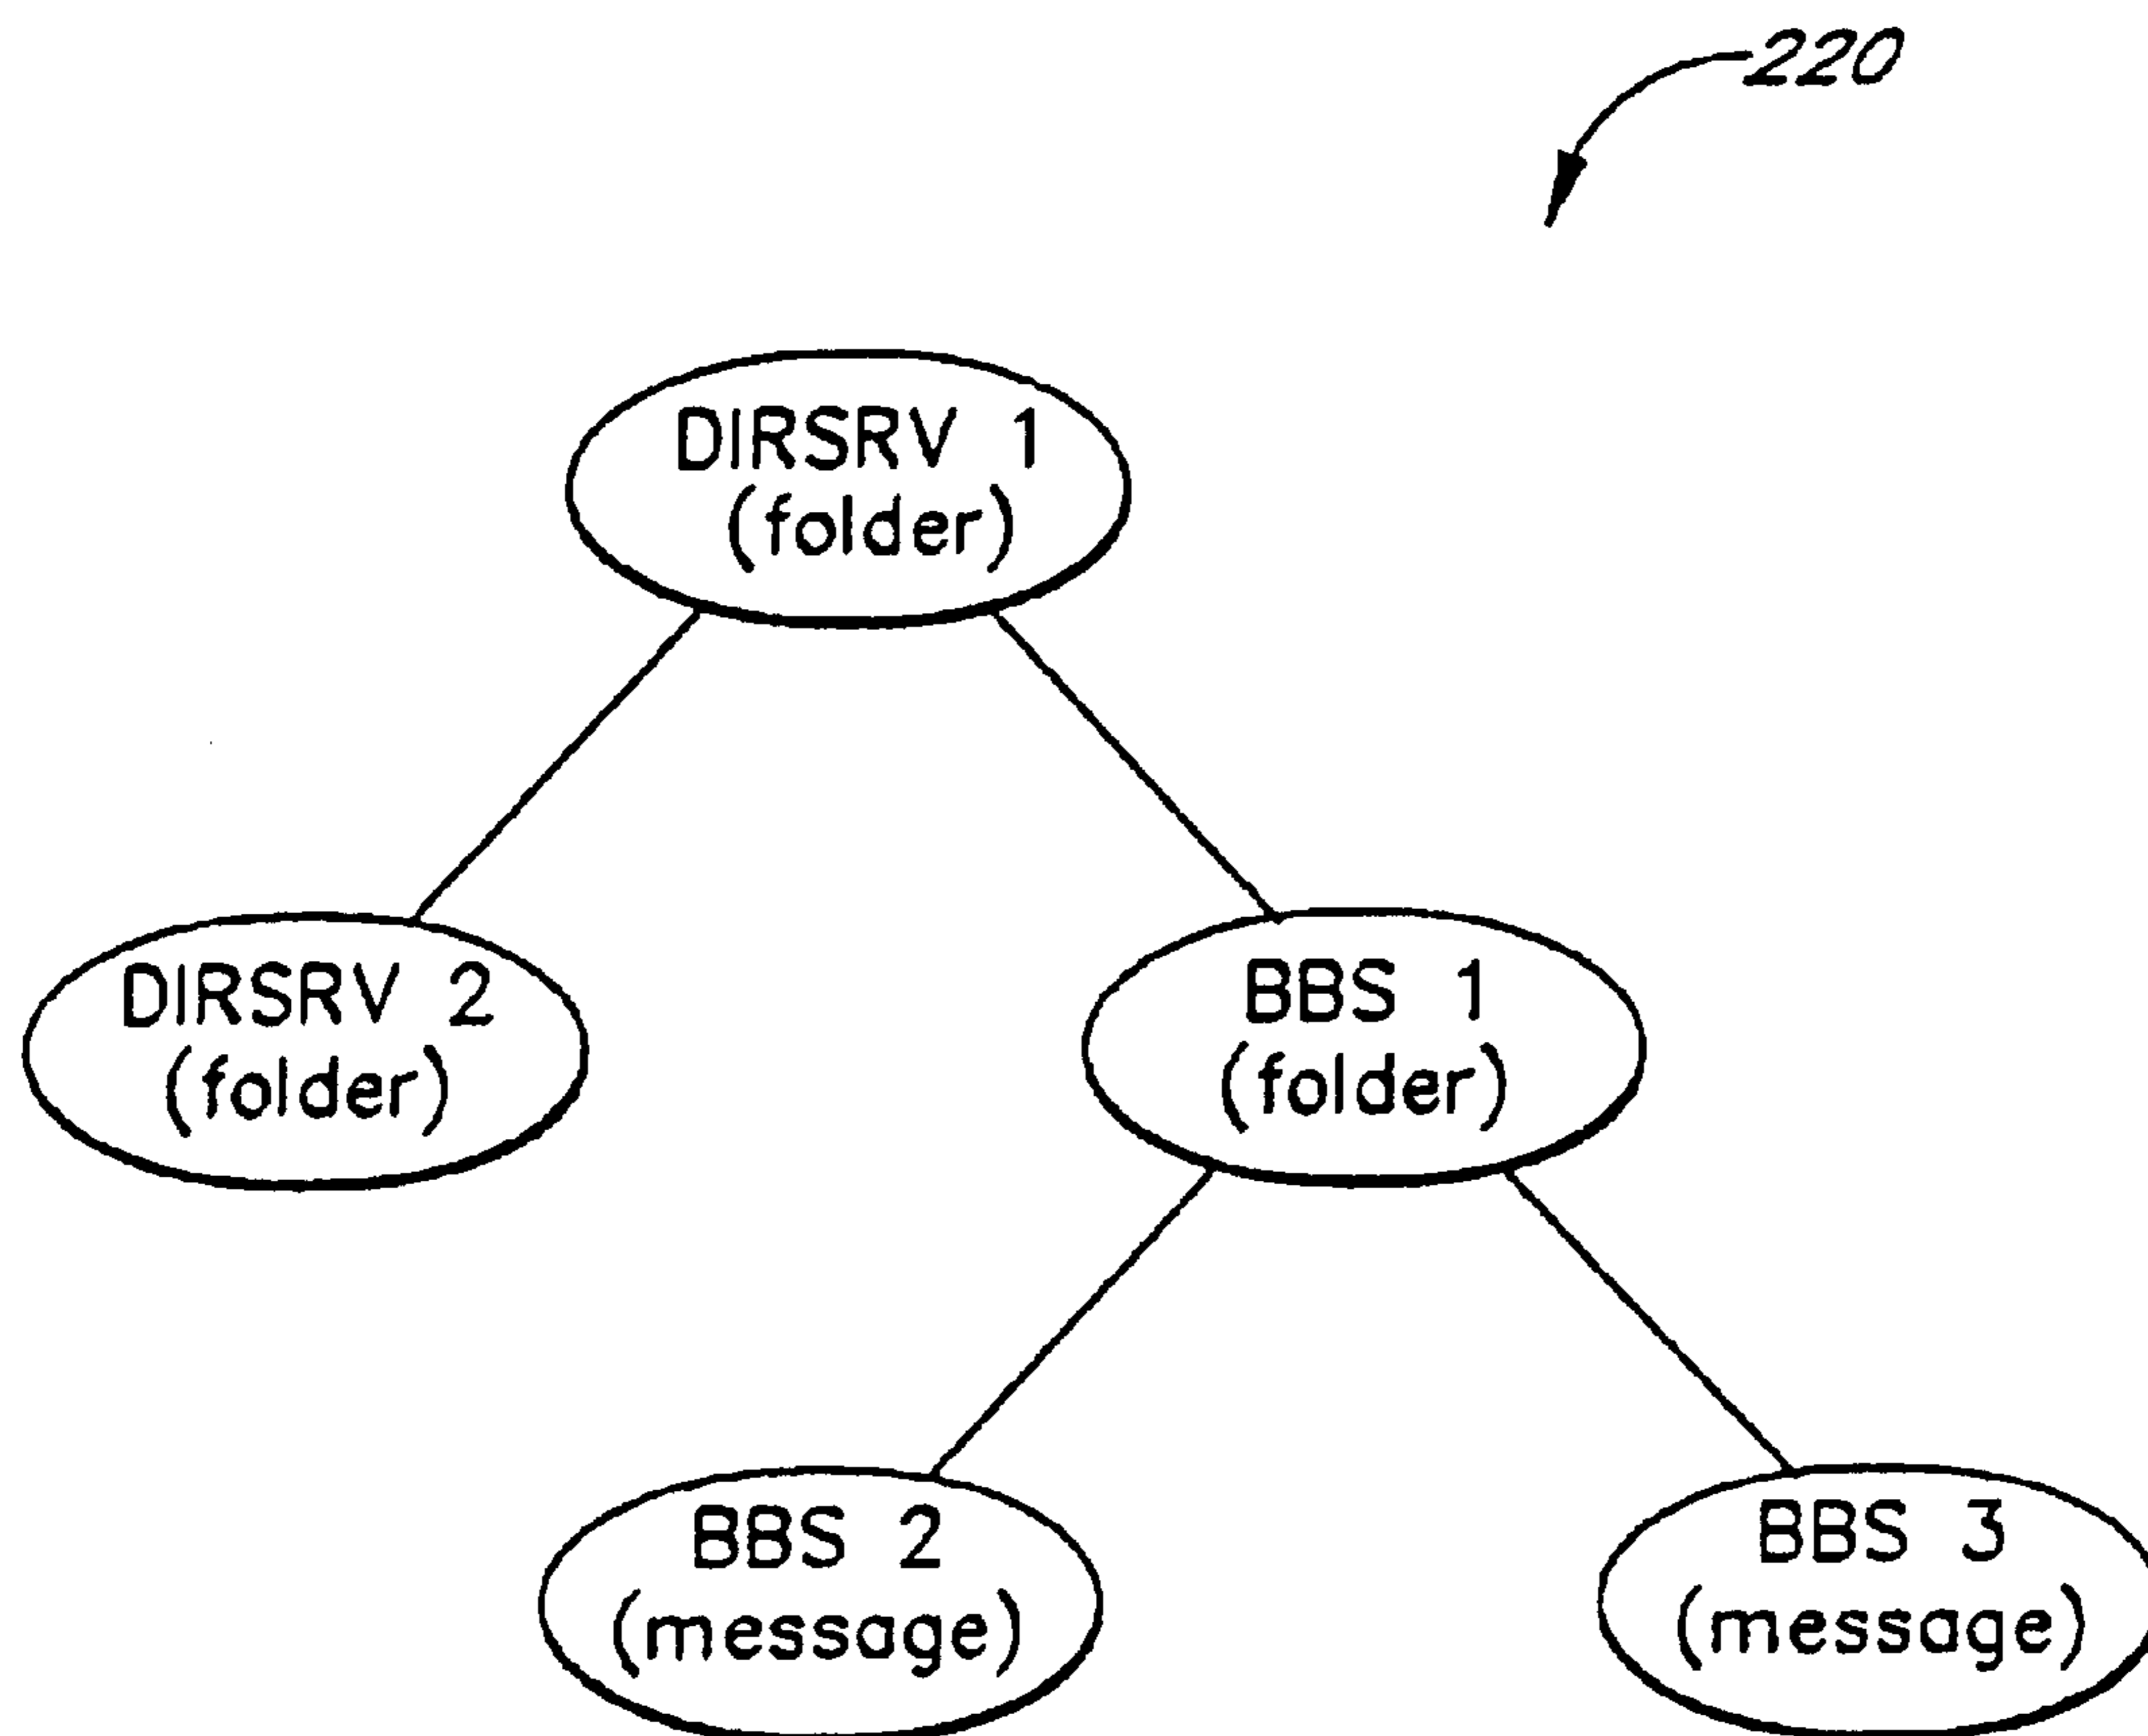 220
DIRSRV 1
(folder)
DIRSRV 2
(folder)
BBS 1
(folder)
BBS 2
(message)
BBS 3
(message)